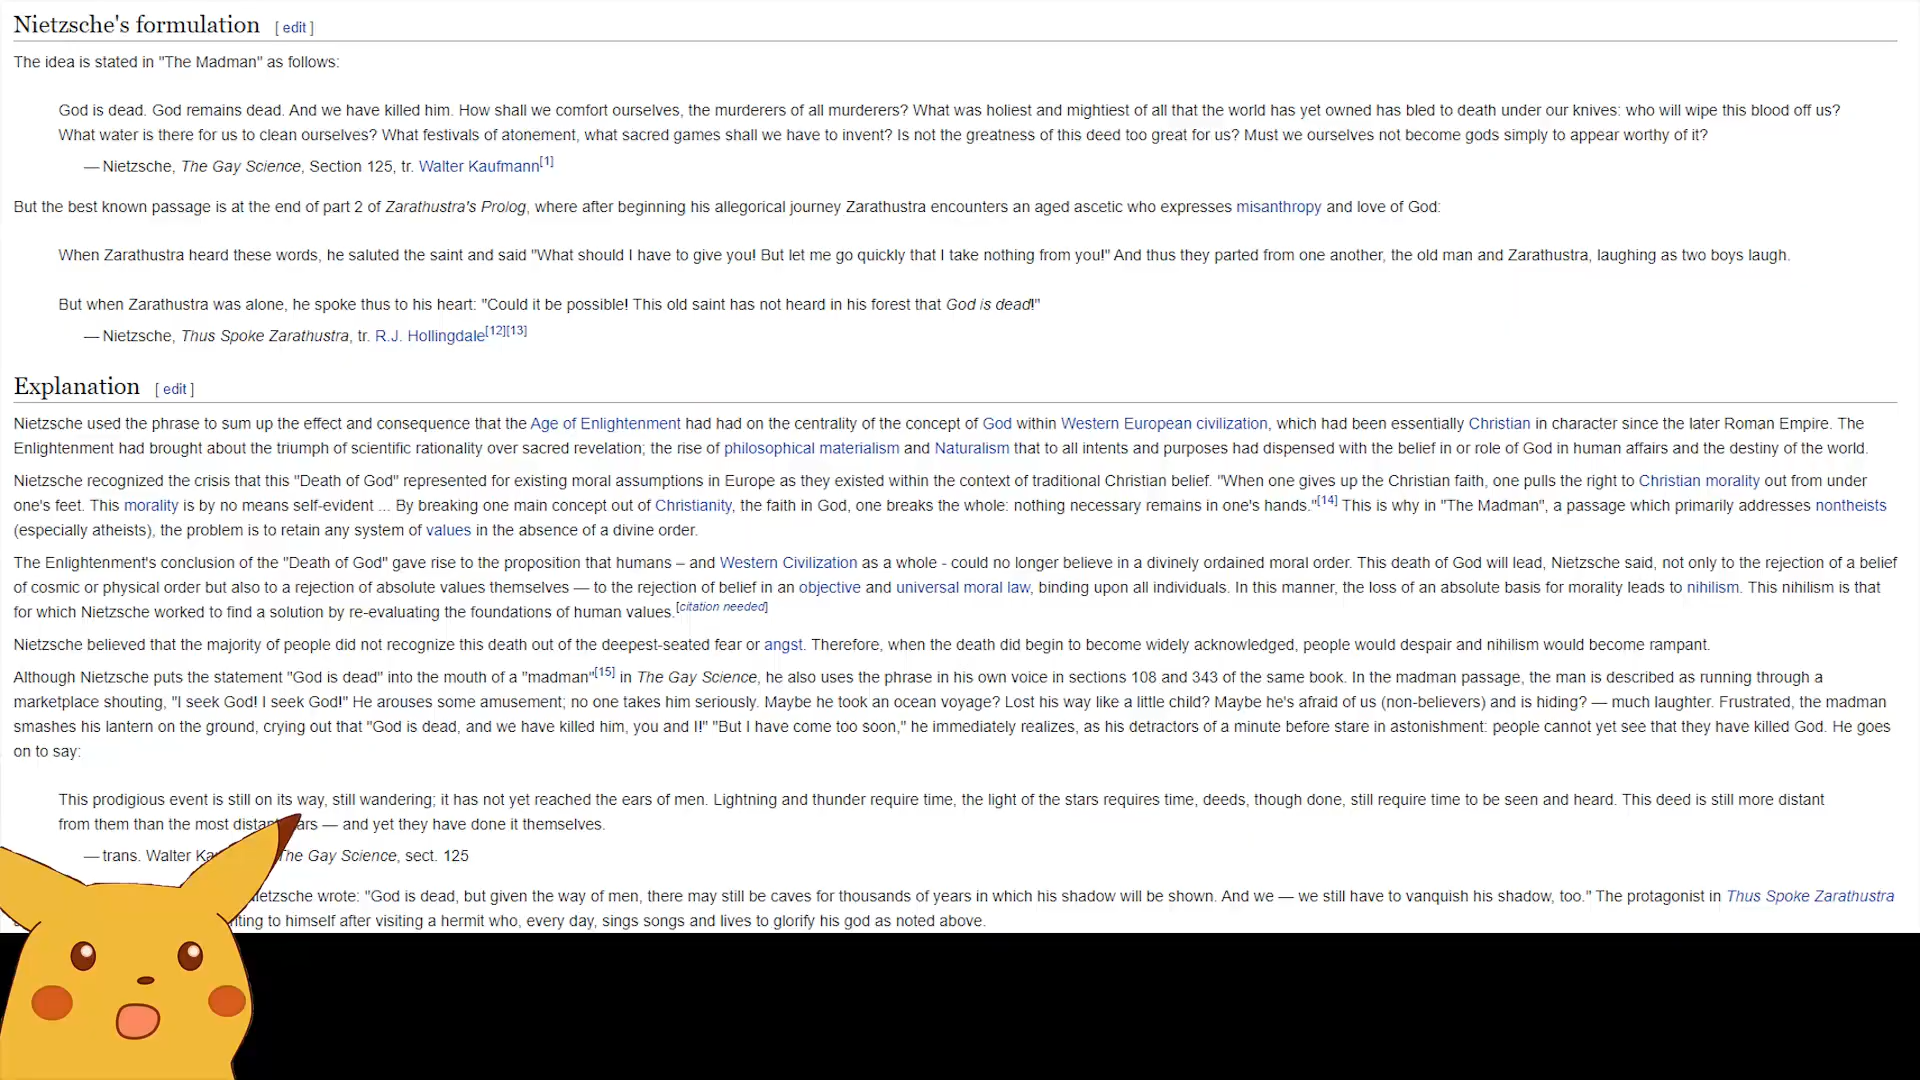 Nietzsche's formulation [ edit ]
The idea is stated in "The Madman" as follows:
God is dead. God remains dead. And we have killed him. How shall we comfort ourselves, the murderers of all murderers? What was holiest and mightiest of all that the world has yet owned has bled to death under our knives: who will wipe this blood off us?
What water is there for us to clean ourselves? What festivals of atonement, what sacred games shall we have to invent? Is not the greatness of this deed too great for us? Must we ourselves not become gods simply to appear worthy of it?
— Nietzsche, The Gay Science, Section 125, tr. Walter Kaufmann[1]
But the best known passage is at the end of part 2 of Zarathustra's Prolog, where after beginning his allegorical journey Zarathustra encounters an aged ascetic who expresses misanthropy and love of God:
When Zarathustra heard these words, he saluted the saint and said "What should I have to give you! But let me go quickly that I take nothing from you!" And thus they parted from one another, the old man and Zarathustra, laughing as two boys laugh.
But when Zarathustra was alone, he spoke thus to his heart: "Could it be possible! This old saint has not heard in his forest that God is dead!"
— Nietzsche, Thus Spoke Zarathustra, tr. R.J. Hollingdale[12][13]
Explanation [ edit ]
Nietzsche used the phrase to sum up the effect and consequence that the Age of Enlightenment had had on the centrality of the concept of God within Western European civilization, which had been essentially Christian in character since the later Roman Empire. The
Enlightenment had brought about the triumph of scientific rationality over sacred revelation; the rise of philosophical materialism and Naturalism that to all intents and purposes had dispensed with the belief in or role of God in human affairs and the destiny of the world.
Nietzsche recognized the crisis that this "Death of God" represented for existing moral assumptions in Europe as they existed within the context of traditional Christian belief. "When one gives up the Christian faith, one pulls the right to Christian morality out from under
one's feet. This morality is by no means self-evident ... By breaking one main concept out of Christianity, the faith in God, one breaks the whole: nothing necessary remains in one's hands."[14] This is why in "The Madman", a passage which primarily addresses nontheists
(especially atheists), the problem is to retain any system of values in the absence of a divine order.
The Enlightenment's conclusion of the "Death of God" gave rise to the proposition that humans – and Western Civilization as a whole - could no longer believe in a divinely ordained moral order. This death of God will lead, Nietzsche said, not only to the rejection of a belief
of cosmic or physical order but also to a rejection of absolute values themselves — to the rejection of belief in an objective and universal moral law, binding upon all individuals. In this manner, the loss of an absolute basis for morality leads to nihilism. This nihilism is that
for which Nietzsche worked to find a solution by re-evaluating the foundations of human values.[citation needed]
Nietzsche believed that the majority of people did not recognize this death out of the deepest-seated fear or angst. Therefore, when the death did begin to become widely acknowledged, people would despair and nihilism would become rampant.
Although Nietzsche puts the statement "God is dead" into the mouth of a "madman"[15] in The Gay Science, he also uses the phrase in his own voice in sections 108 and 343 of the same book. In the madman passage, the man is described as running through a
marketplace shouting, "I seek God! I seek God!" He arouses some amusement; no one takes him seriously. Maybe he took an ocean voyage? Lost his way like a little child? Maybe he's afraid of us (non-believers) and is hiding? — much laughter. Frustrated, the madman
smashes his lantern on the ground, crying out that "God is dead, and we have killed him, you and I!" "But I have come too soon," he immediately realizes, as his detractors of a minute before stare in astonishment: people cannot yet see that they have killed God. He goes
on to say:
This prodigious event is still on its way, still wandering; it has not yet reached the ears of men. Lightning and thunder require time, the light of the stars requires time, deeds, though done, still require time to be seen and heard. This deed is still more distant
from them than the most — and yet they have done it themselves.
— trans. Walter The Gay Science, sect. 125
wrote: "God is dead, but given the way of men, there may still be caves for thousands of years in which his shadow will be shown. And we — we still have to vanquish his shadow, too." The protagonist in Thus Spoke Zarathustra
to himself after visiting a hermit who, every day, sings songs and lives to glorify his god as noted above.